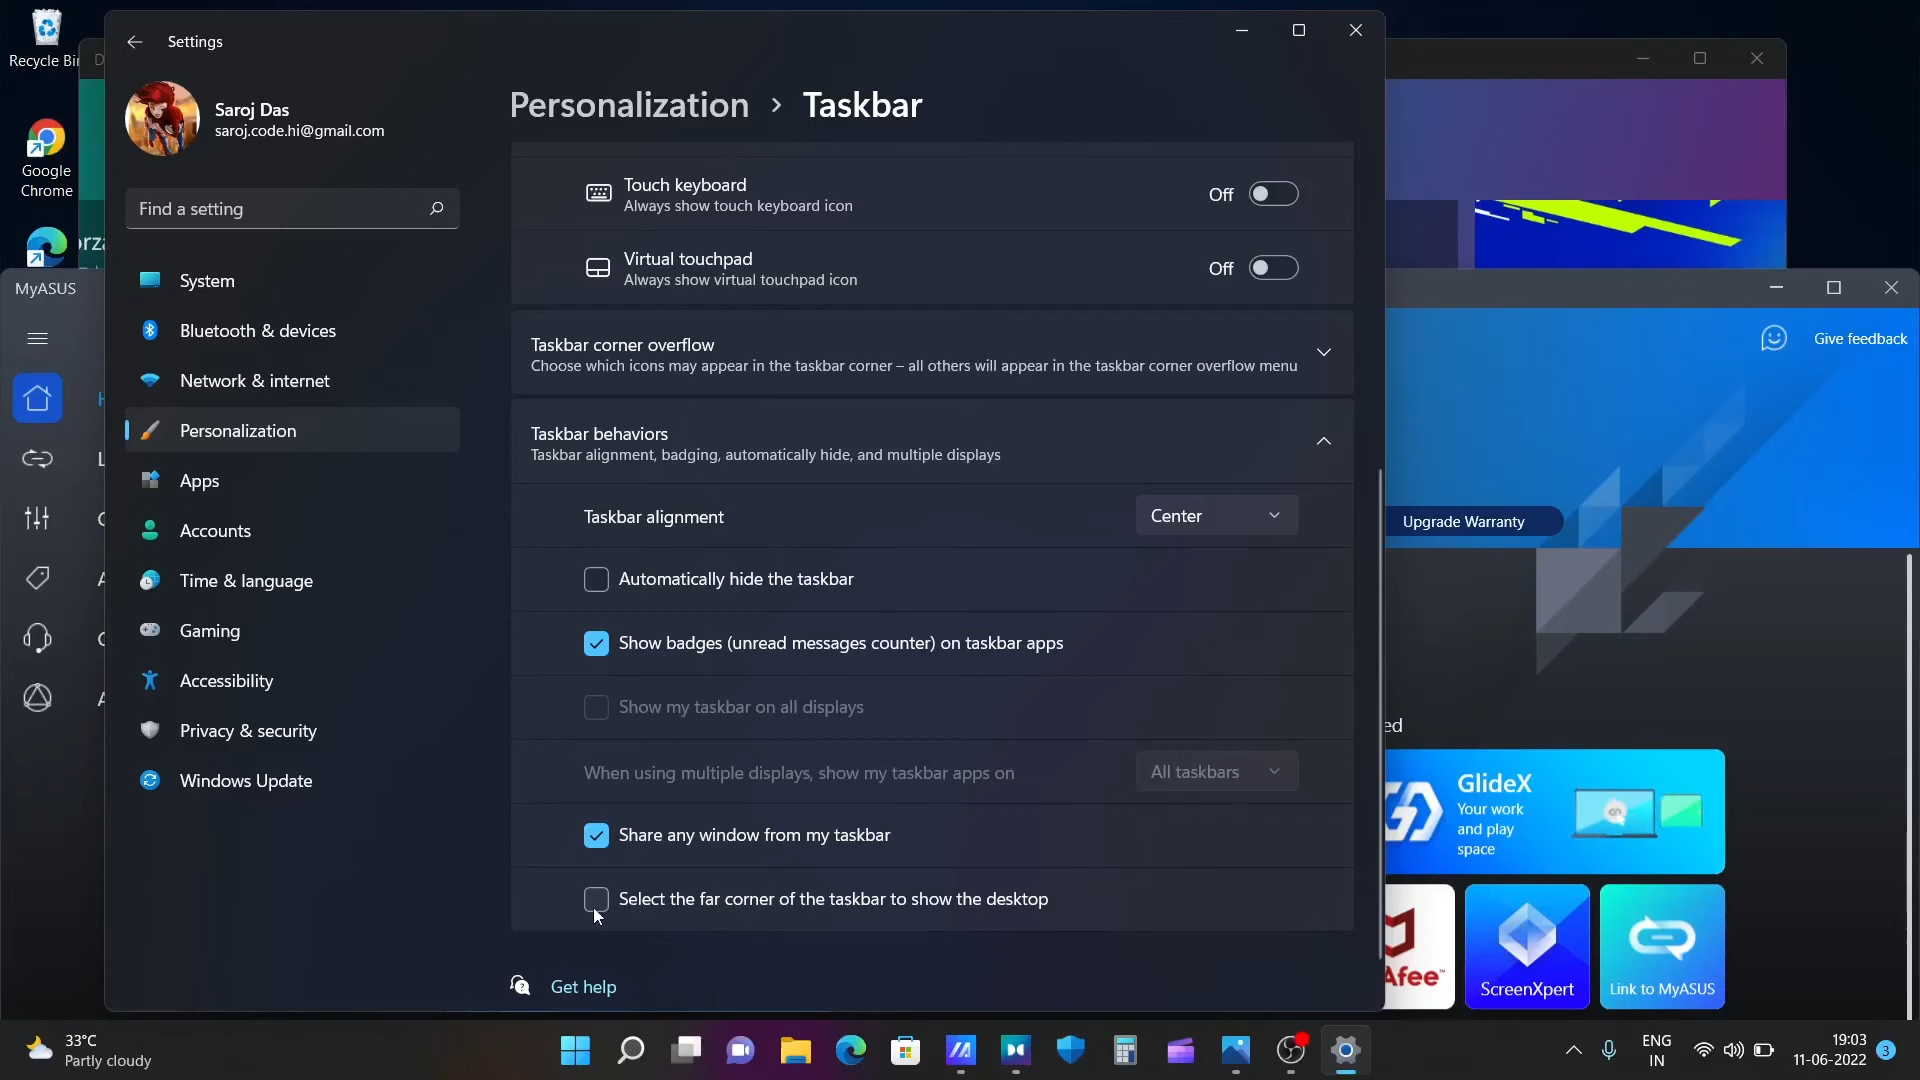 Recycle Bin
Google
Chrome
Settings
Saroj Das
saroj.code.hi@gmail.com
Find a setting
System
Bluetooth & devices
Network & internet
Personalization
Apps
Accounts
Time & language
Gaming
Accessibility
Privacy & security
Windows Update
Personalization > Taskbar
Touch keyboard
Always show touch keyboard icon
Off
Virtual touchpad
Always show virtual touchpad icon
Off
Taskbar corner overflow
Choose which icons may appear in the taskbar corner – all others will appear in the taskbar corner overflow menu
Taskbar behaviors
Taskbar alignment, badging, automatically hide, and multiple displays
Taskbar alignment
Center
Automatically hide the taskbar
Show badges (unread messages counter) on taskbar apps
Show my taskbar on all displays
When using multiple displays, show my taskbar apps on
All taskbars
Share any window from my taskbar
Select the far corner of the taskbar to show the desktop
Get help
MyASUS
Give feedback
Upgrade Warranty
ed
GlideX
Your work
and play
space
Afee
ScreenXpert
Link to MyASUS
33°C
Partly cloudy
ENG
IN
19:03
11-06-2022
3